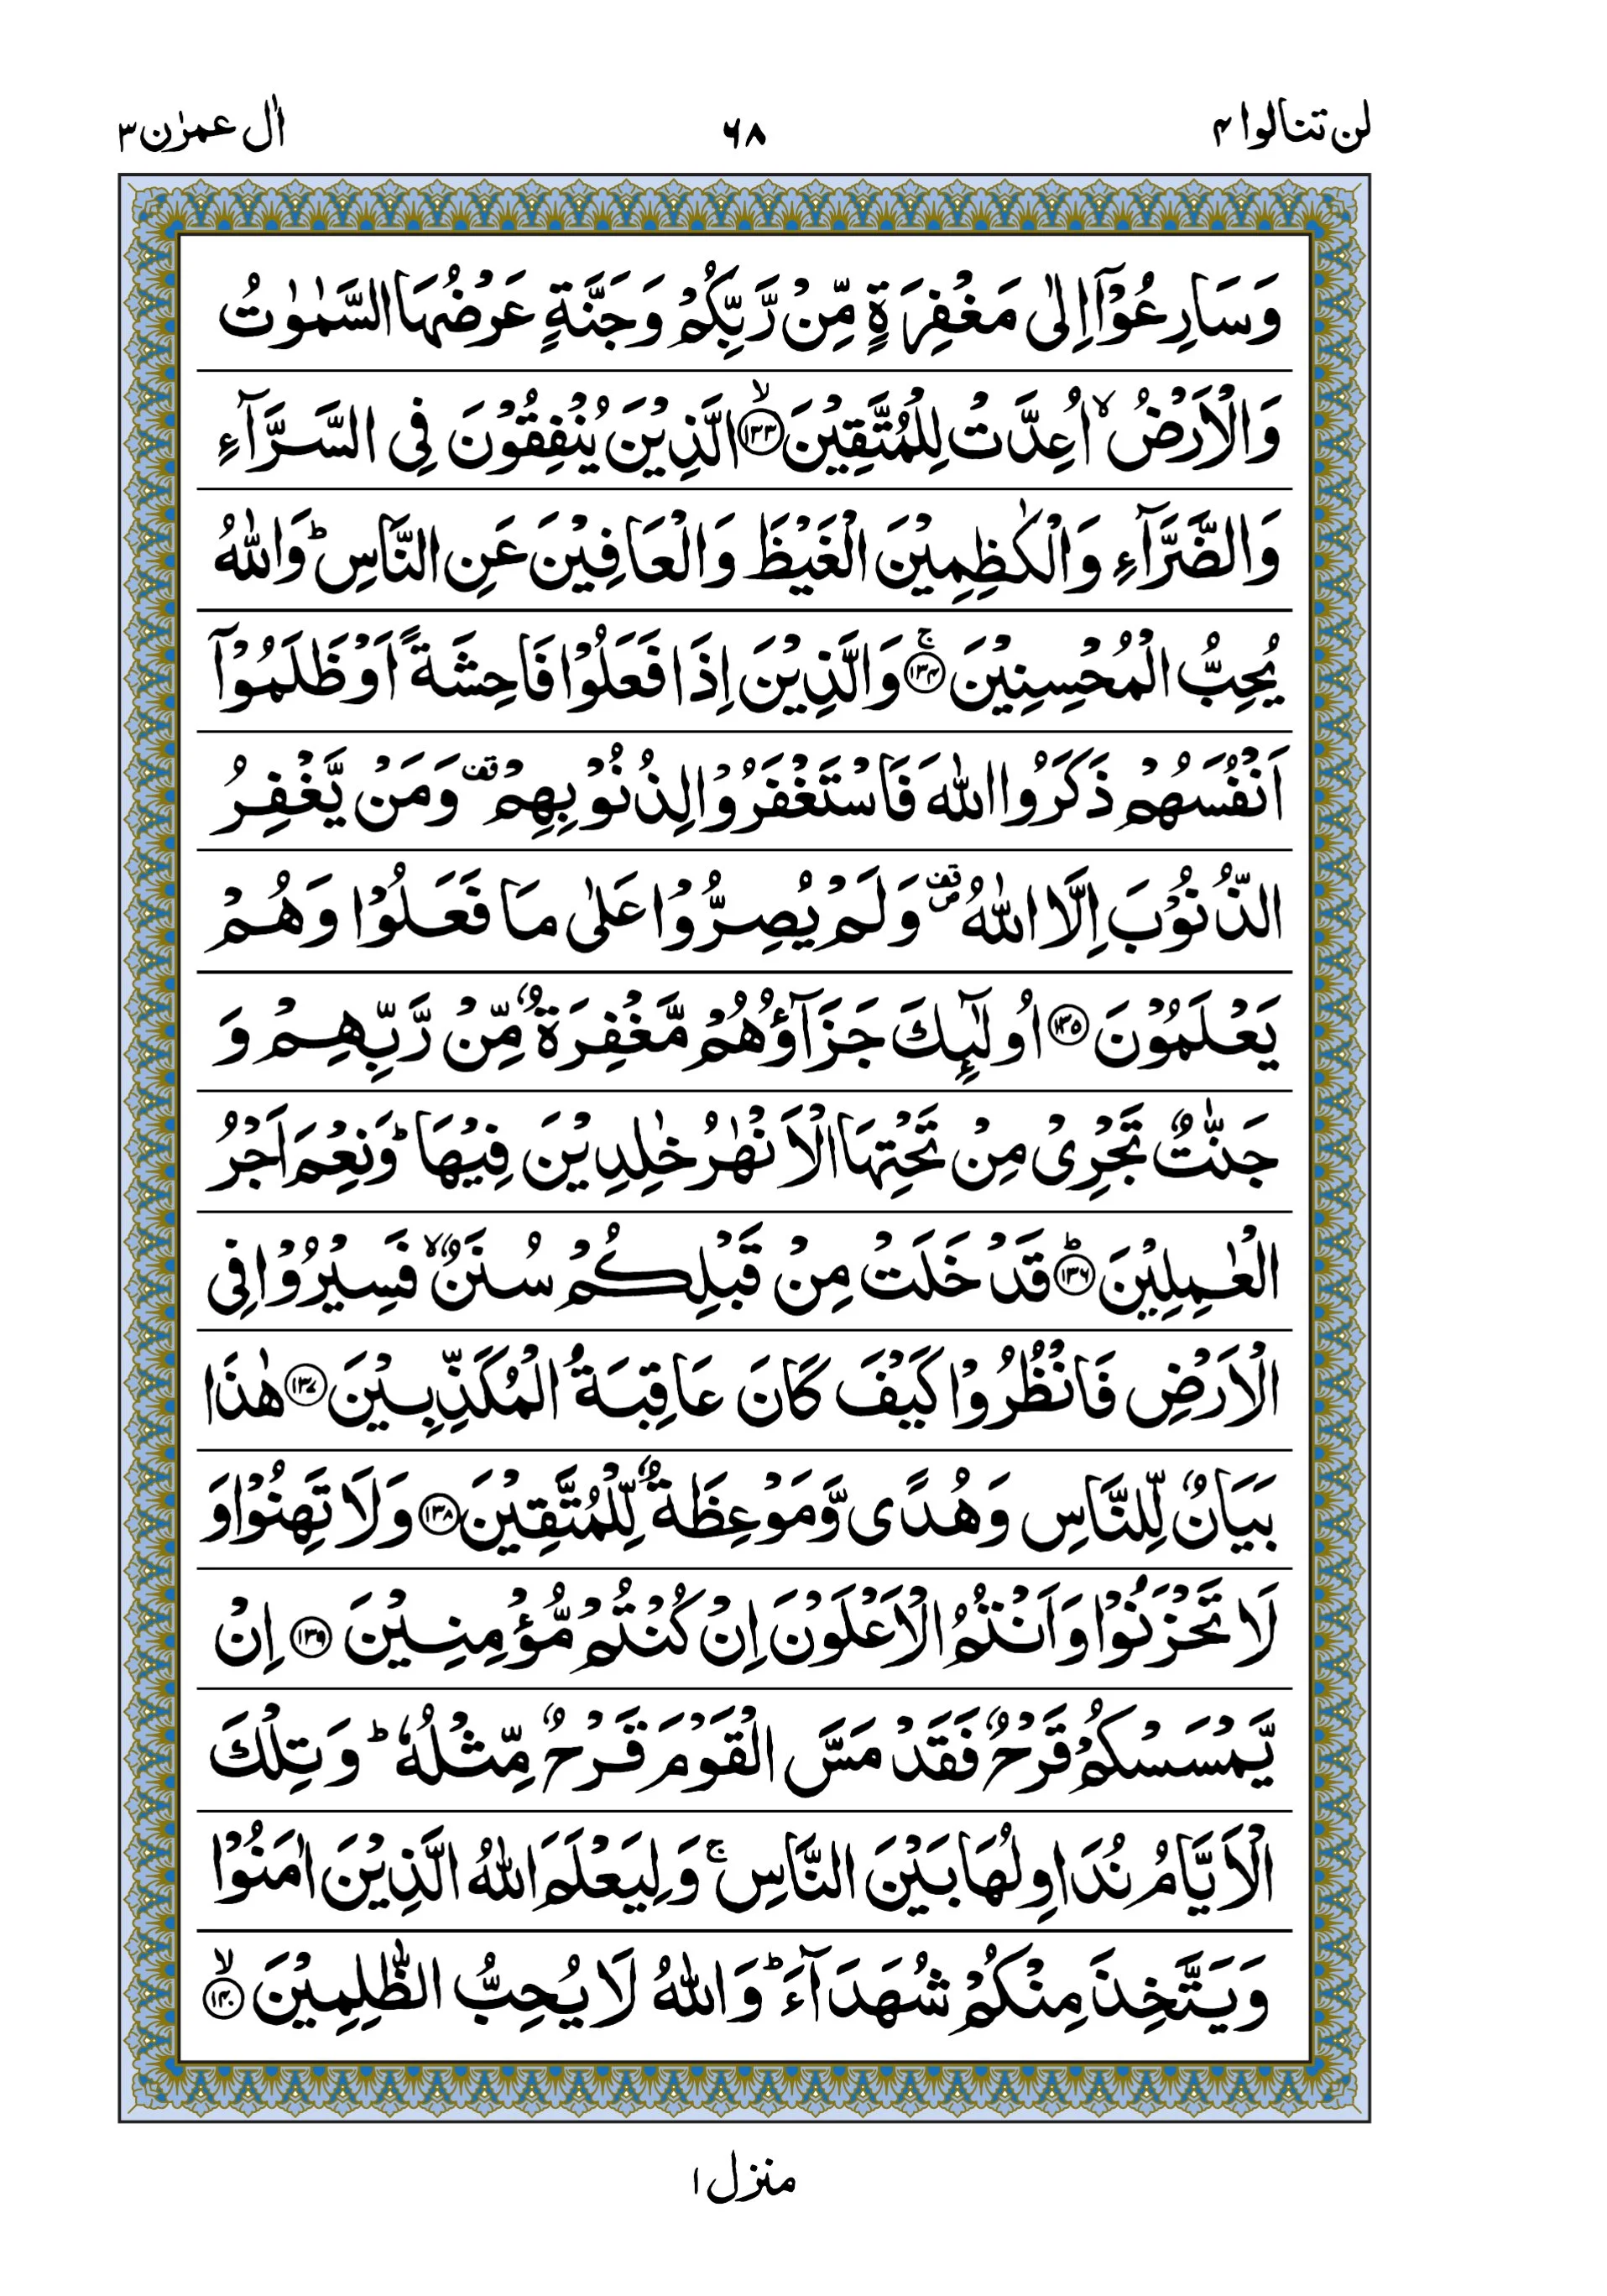 لن تنالوا ۴
۶۸
اٰل عمرٰن ۳
وَسَارِعُوْۤا اِلٰى مَغْفِرَةٍ مِّنْ رَّبِّكُمْ وَجَنَّةٍ عَرْضُهَا السَّمٰوٰتُ
وَالْاَرْضُ ۙ اُعِدَّتْ لِلْمُتَّقِيْنَ ۙ‏﴿۱۳۳﴾ الَّذِيْنَ يُنْفِقُوْنَ فِى السَّرَّآءِ
وَالضَّرَّآءِ وَالْكٰظِمِيْنَ الْغَيْظَ وَالْعَافِيْنَ عَنِ النَّاسِ ؕ وَاللّٰهُ
يُحِبُّ الْمُحْسِنِيْنَ ۚ‏﴿۱۳۴﴾ وَالَّذِيْنَ اِذَا فَعَلُوْا فَاحِشَةً اَوْ ظَلَمُوْۤا
اَنْفُسَهُمْ ذَكَرُوا اللّٰهَ فَاسْتَغْفَرُوْا لِذُنُوْبِهِمْ قف وَمَنْ يَّغْفِرُ
الذُّنُوْبَ اِلَّا اللّٰهُ قف ص وَلَمْ يُصِرُّوْا عَلٰى مَا فَعَلُوْا وَهُمْ
يَعْلَمُوْنَ ﴿۱۳۵﴾ اُولٰٓئِكَ جَزَآؤُهُمْ مَّغْفِرَةٌ مِّنْ رَّبِّهِمْ وَ
جَنّٰتٌ تَجْرِىْ مِنْ تَحْتِهَا الْاَنْهٰرُ خٰلِدِيْنَ فِيْهَا ؕ وَنِعْمَ اَجْرُ
الْعٰمِلِيْنَ ؕ‏﴿۱۳۶﴾ قَدْ خَلَتْ مِنْ قَبْلِكُمْ سُنَنٌ ۙ فَسِيْرُوْا فِى
الْاَرْضِ فَانْظُرُوْا كَيْفَ كَانَ عَاقِبَةُ الْمُكَذِّبِيْنَ ﴿۱۳۷﴾ هٰذَا
بَيَانٌ لِّلنَّاسِ وَهُدًى وَّمَوْعِظَةٌ لِّلْمُتَّقِيْنَ ﴿۱۳۸﴾ وَلَا تَهِنُوْا وَ
لَا تَحْزَنُوْا وَاَنْتُمُ الْاَعْلَوْنَ اِنْ كُنْتُمْ مُّؤْمِنِيْنَ ﴿۱۳۹﴾ اِنْ
يَّمْسَسْكُمْ قَرْحٌ فَقَدْ مَسَّ الْقَوْمَ قَرْحٌ مِّثْلُهٗ ؕ وَتِلْكَ
الْاَيَّامُ نُدَاوِلُهَا بَيْنَ النَّاسِ ۚ وَلِيَعْلَمَ اللّٰهُ الَّذِيْنَ اٰمَنُوْا
وَيَتَّخِذَ مِنْكُمْ شُهَدَآءَ ؕ وَاللّٰهُ لَا يُحِبُّ الظّٰلِمِيْنَ ۙ‏﴿۱۴۰﴾
منزل ۱